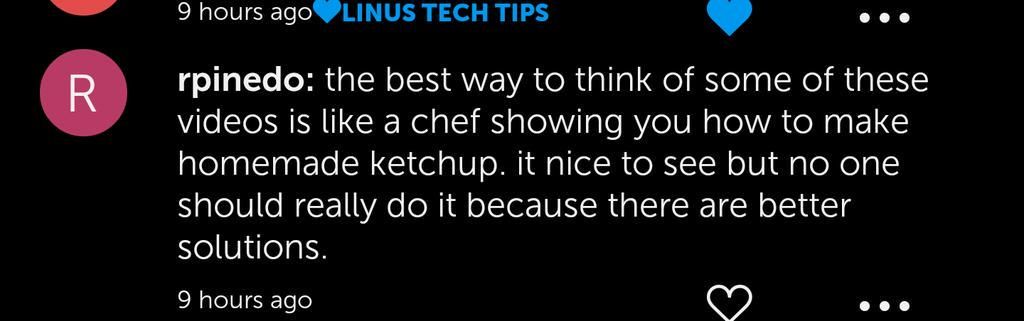 9 hours ago LINUS TECH TIPS
R
rpinedo: the best way to think of some of these
videos is like a chef showing you how to make
homemade ketchup. it nice to see but no one
should really do it because there are better
solutions.
9 hours ago